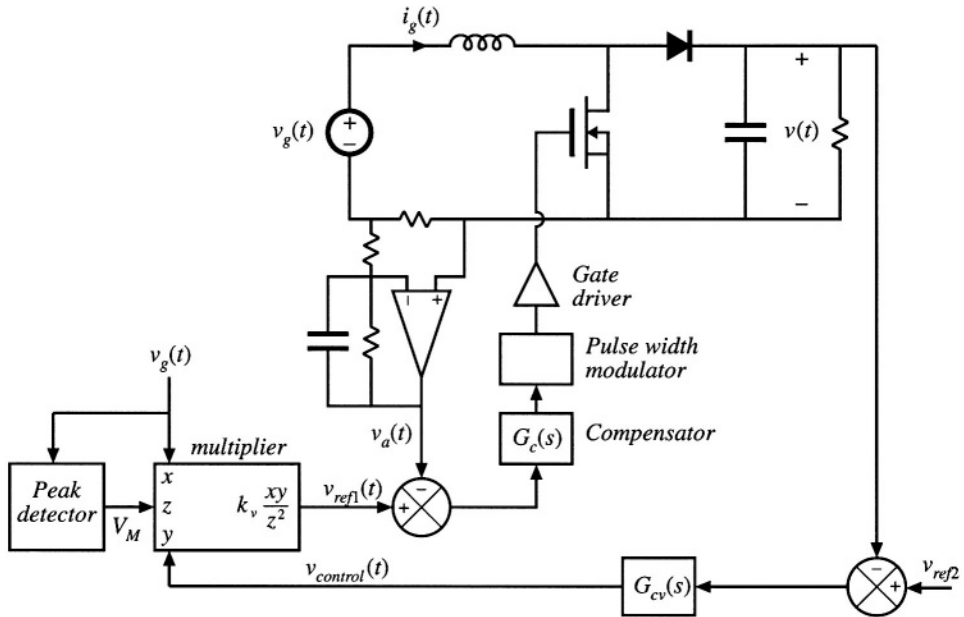 i_g(t)
v_g(t)
+
−
+
v(t)
−
− +
Gate
driver
Pulse width
modulator
G_c(s) Compensator
v_g(t)
v_a(t)
multiplier
Peak
detector
V_M
x
z
y
k_v xy/z^2
v_ref1(t)
+
−
v_control(t)
G_cv(s)
−
+
v_ref2